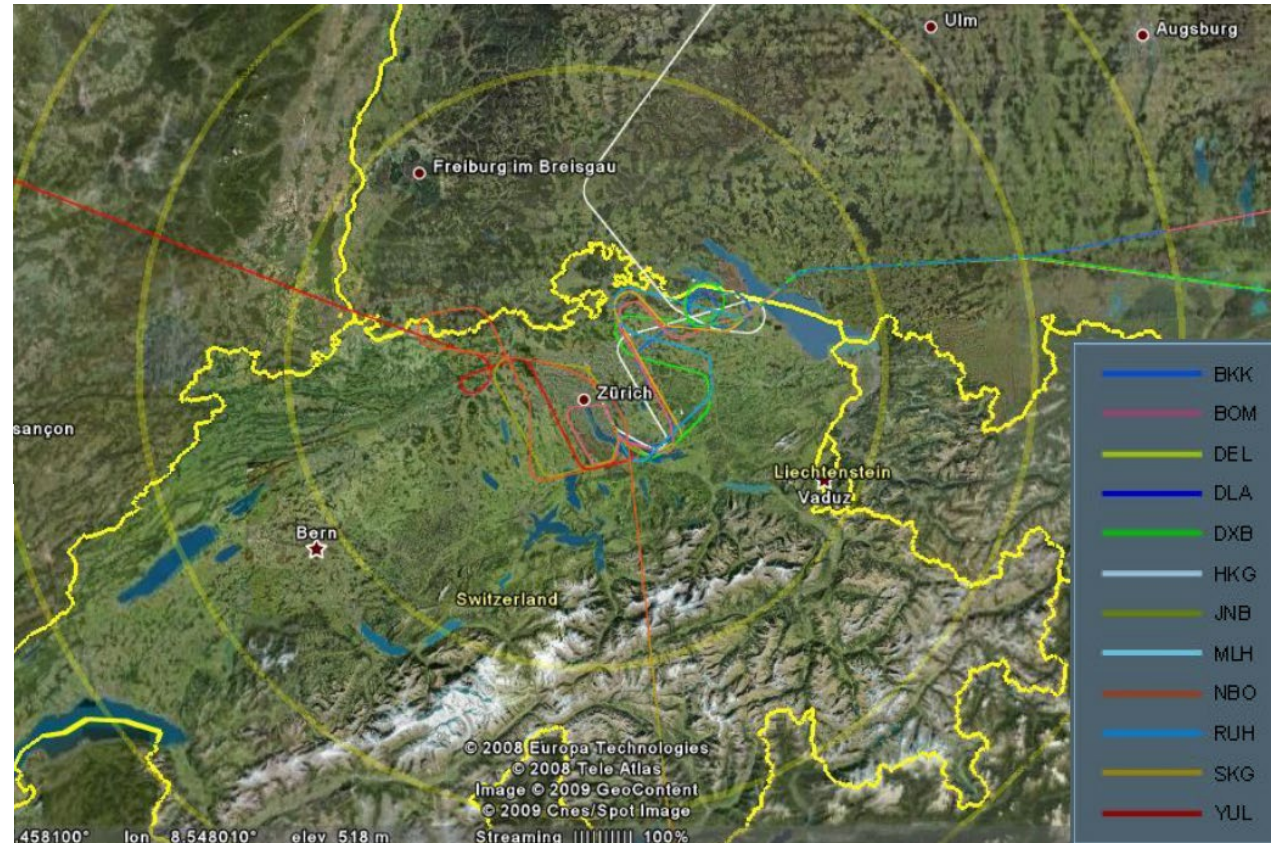 Ulm
Augsburg
Freiburg im Breisgau
Zürich
sançon
Liechtenstein
Vaduz
Bern
Switzerland
© 2008 Europa Technologies
© 2008 Tele Atlas
Image © 2009 GeoContent
© 2009 Cnes/Spot Image
.458100° lon 8.548010° elev 518 m Streaming |||||||||| 100%
BKK
BOM
DEL
DLA
DXB
HKG
JNB
MLH
NBO
RUH
SKG
YUL